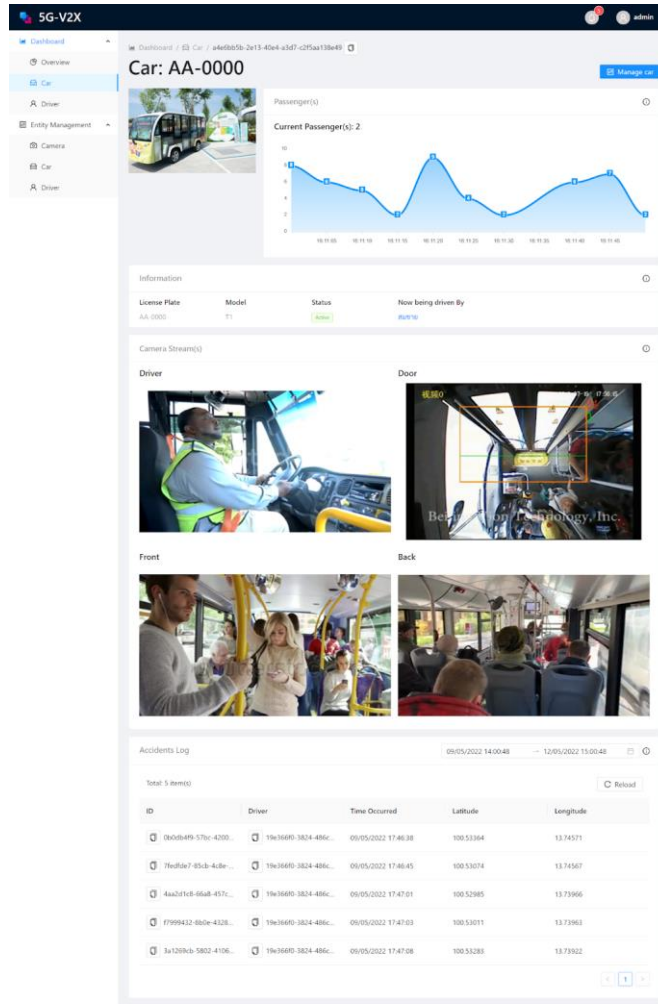 5G-V2X
admin
Dashboard
Overview
Car
Driver
Entity Management
Camera
Car
Driver
Dashboard / Car / a4e6bb5b-2e13-40e4-a3d7-c2f5aa138e49
Car: AA-0000
Manage car
Passenger(s)
Current Passenger(s): 2
10
8
6
4
2
0
Information
License Plate Model Status Now being driven By
AA-0000 T1 Active
Camera Stream(s)
Driver Door
视频0
Technology, Inc.
Front Back
Accidents Log
09/05/2022 14:00:48 → 12/05/2022 15:00:48
Total: 5 item(s)
Reload
ID Driver Time Occurred Latitude Longitude
0b0db4f9-57bc-4208... 19e366f0-3824-486c... 09/05/2022 17:46:38 100.53364 13.74571
7fedfde7-85cb-4c8e-... 19e366f0-3824-486c... 09/05/2022 17:46:45 100.53074 13.74567
4aa2d1c8-66a8-457c... 19e366f0-3824-486c... 09/05/2022 17:47:01 100.52985 13.73966
f7999432-8b0e-4328... 19e366f0-3824-486c... 09/05/2022 17:47:03 100.53011 13.73963
3a1269cb-5802-4106... 19e366f0-3824-486c... 09/05/2022 17:47:08 100.53283 13.73922
1